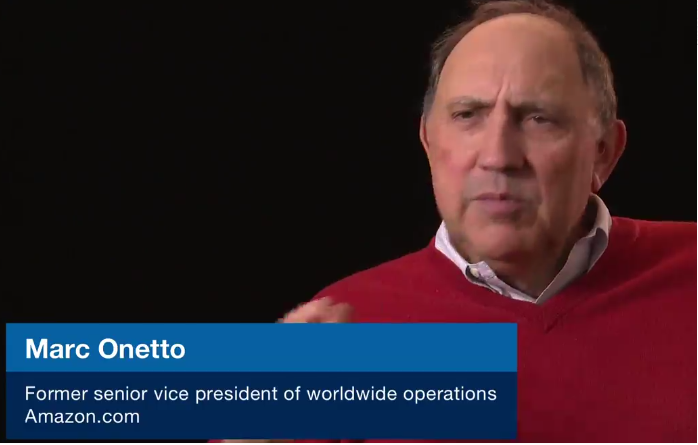 Marc Onetto
Former senior vice president of worldwide operations
Amazon.com